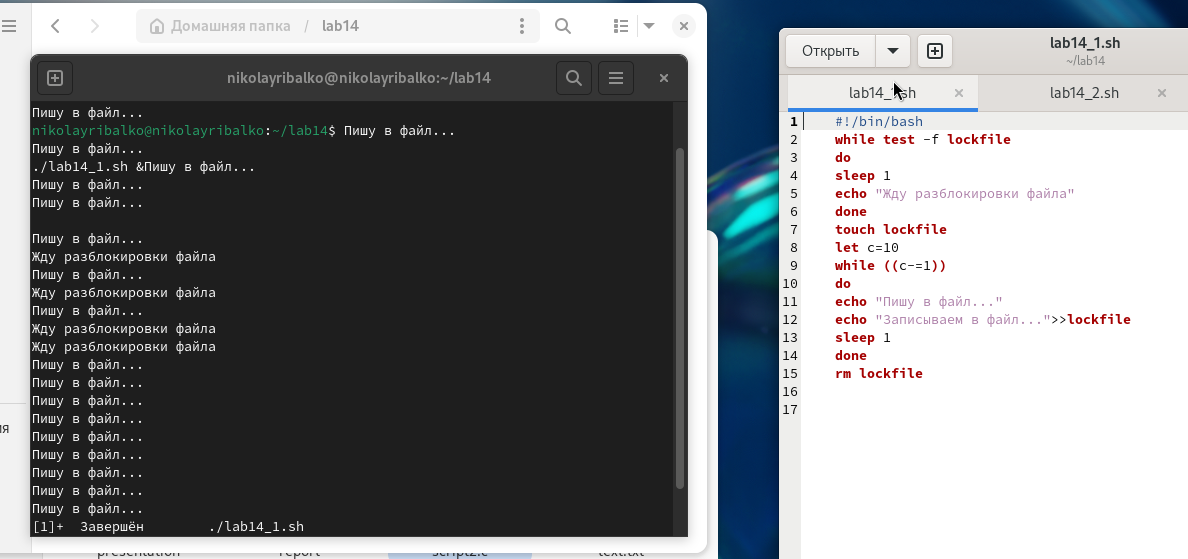 Домашняя папка / lab14
nikolayribalko@nikolayribalko:~/lab14
Пишу в файл...
nikolayribalko@nikolayribalko:~/lab14$ Пишу в файл...
Пишу в файл...
./lab14_1.sh &Пишу в файл...
Пишу в файл...
Пишу в файл...
Пишу в файл...
Жду разблокировки файла
Пишу в файл...
Жду разблокировки файла
Пишу в файл...
Жду разблокировки файла
Жду разблокировки файла
Пишу в файл...
Пишу в файл...
Пишу в файл...
Пишу в файл...
Пишу в файл...
Пишу в файл...
Пишу в файл...
Пишу в файл...
Пишу в файл...
[1]+  Завершён        ./lab14_1.sh
presentation report script2.c text.txt
ия
Открыть
lab14_1.sh
~/lab14
lab14_1.sh
lab14_2.sh
1 #!/bin/bash
2 while test -f lockfile
3 do
4 sleep 1
5 echo "Жду разблокировки файла"
6 done
7 touch lockfile
8 let c=10
9 while ((c-=1))
10 do
11 echo "Пишу в файл..."
12 echo "Записываем в файл...">>lockfile
13 sleep 1
14 done
15 rm lockfile
16
17